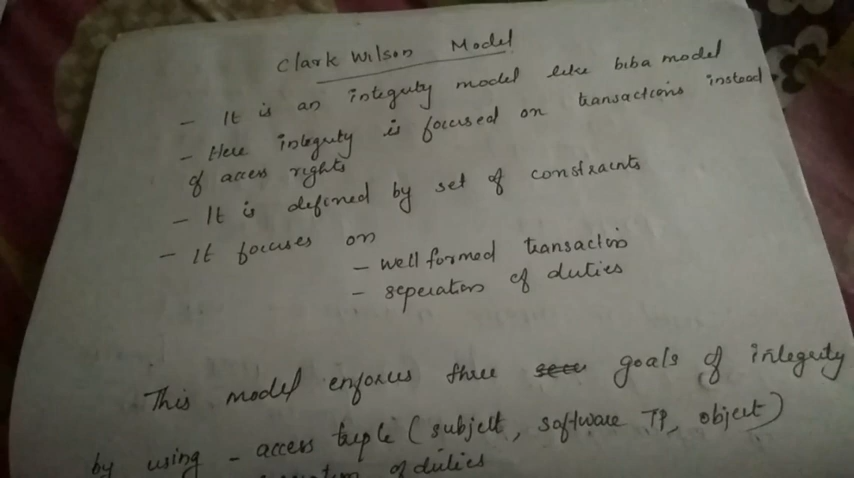 Clark Wilson Model
- It is an integrity model like biba model
- Here integrity is focused on transactions instead
of access rights
- It is defined by set of constraints
- It focuses on
- well formed transactions
- seperation of duties
This model enforces three goals of integrity
by using - access tuple (subject, software TP, object)
of duties